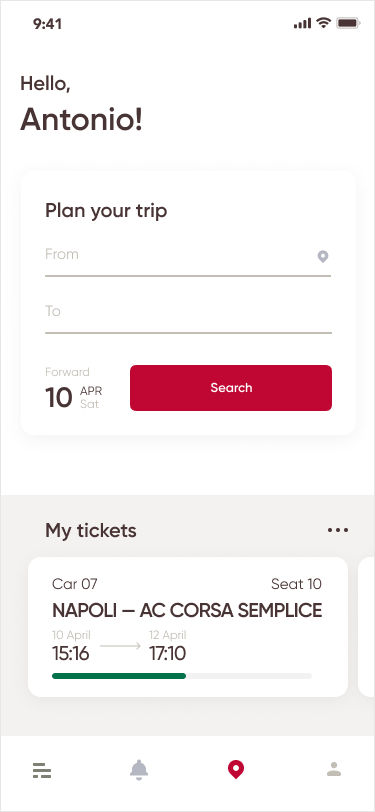 9:41
Hello,
Antonio!
Plan your trip
From
To
Forward
10 APR
Sat
Search
My tickets
Car 07 Seat 10
NAPOLI — AC CORSA SEMPLICE
10 April 12 April
15:16 17:10